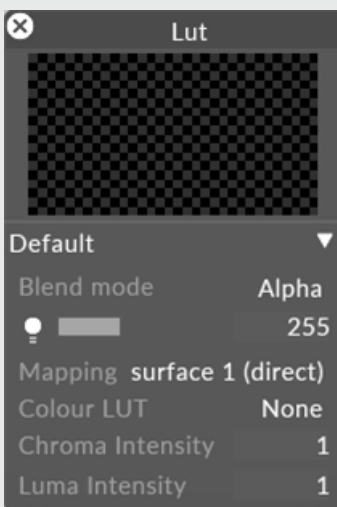 Lut
Default
Blend mode Alpha
255
Mapping surface 1 (direct)
Colour LUT None
Chroma Intensity 1
Luma Intensity 1